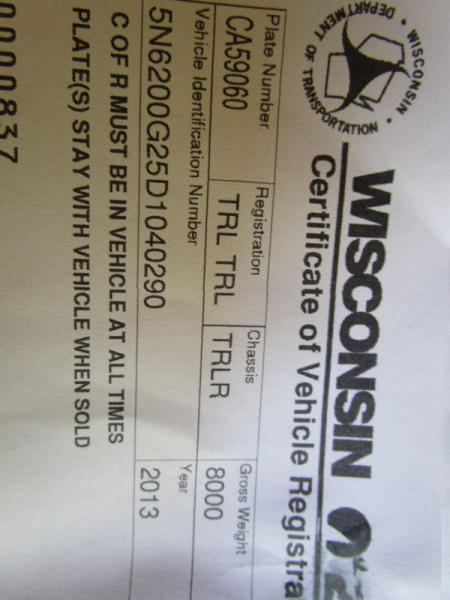 WISCONSIN
DEPARTMENT OF TRANSPORTATION • WISCONSIN •
Certificate of Vehicle Registra
Plate Number Registration Chassis Gross Weight
CA59060 TRL TRL TRLR 8000
Vehicle Identification Number Year
5N6200G25D1040290 2013
C OF R MUST BE IN VEHICLE AT ALL TIMES
PLATE(S) STAY WITH VEHICLE WHEN SOLD
0000837